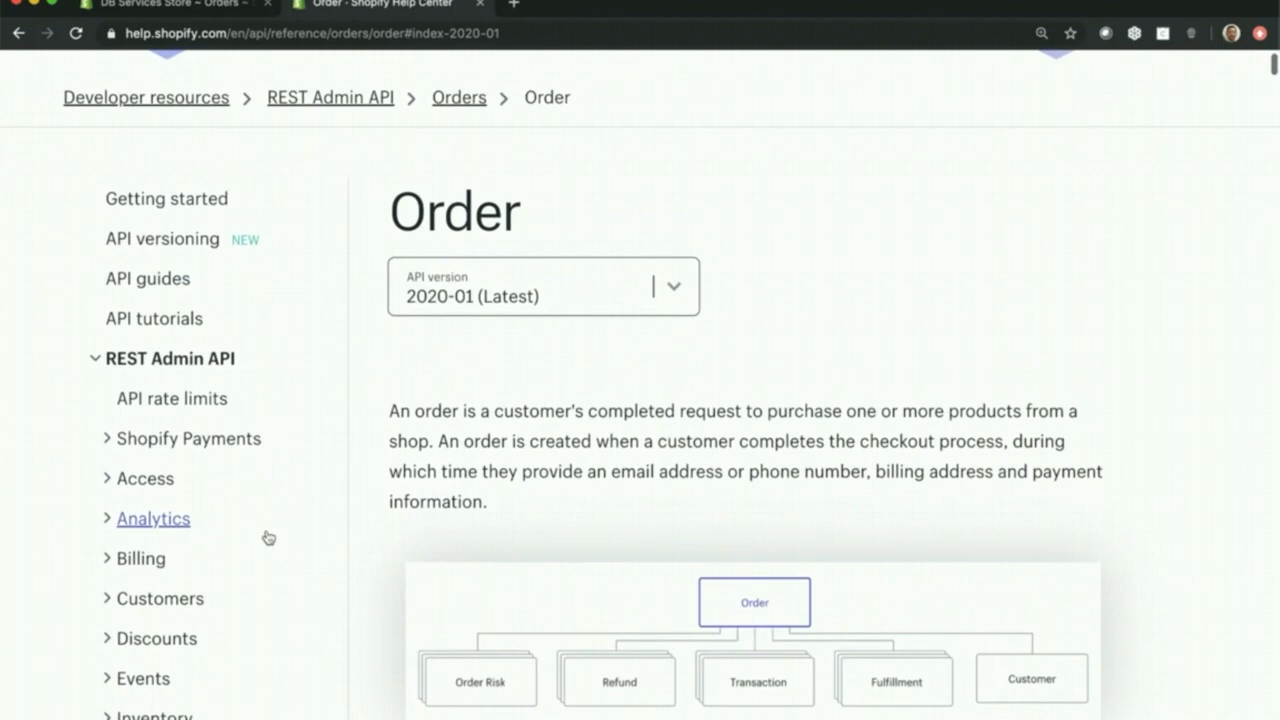 DB Services Store ~ Orders ~
Order · Shopify Help Center
help.shopify.com/en/api/reference/orders/order#index-2020-01
Developer resources > REST Admin API > Orders > Order
Getting started
API versioning NEW
API guides
API tutorials
REST Admin API
API rate limits
Shopify Payments
Access
Analytics
Billing
Customers
Discounts
Events
Inventory
Order
API version
2020-01 (Latest)
An order is a customer's completed request to purchase one or more products from a
shop. An order is created when a customer completes the checkout process, during
which time they provide an email address or phone number, billing address and payment
information.
Order
Order Risk
Refund
Transaction
Fulfillment
Customer